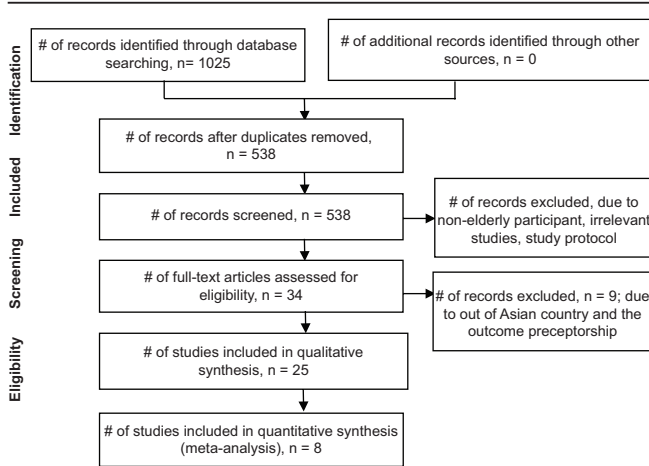 # of records identified through database
searching, n= 1025
# of additional records identified through other
sources, n = 0
Identification
# of records after duplicates removed,
n = 538
Included
# of records screened, n = 538
# of records excluded, due to
non-elderly participant, irrelevant
studies, study protocol
Screening
# of full-text articles assessed for
eligibility, n = 34
# of records excluded, n = 9; due
to out of Asian country and the
outcome preceptorship
Eligibility
# of studies included in qualitative
synthesis, n = 25
# of studies included in quantitative synthesis
(meta-analysis), n = 8